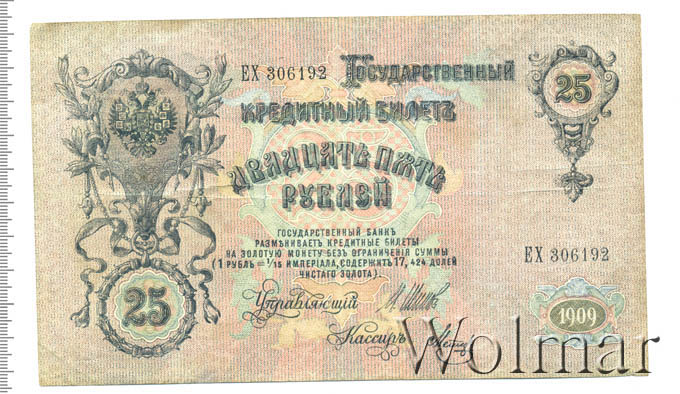 ЕХ 306192 Государственный
кредитный билетъ
25
двадцать пять
рублей
Государственный Банкъ
размѣниваетъ кредитные билеты
на золотую монету безъ ограниченія суммы
(1 рубль = 1/15 имперіала, содержитъ 17,424 долей
чистаго золота).
ЕХ 306192
25
Управляющій
1909
Кассиръ
Wolmar